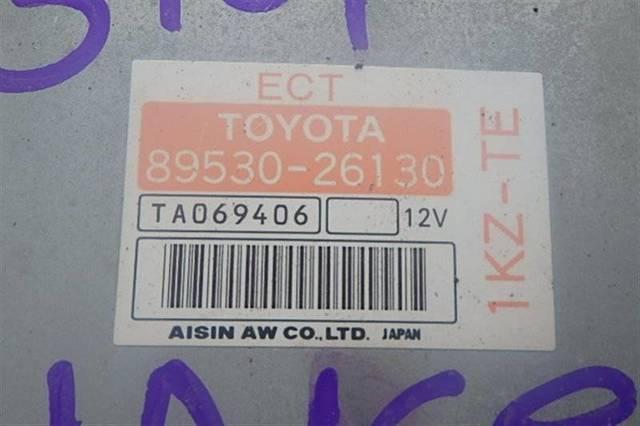 ECT
TOYOTA
89530-26130
TA069406 12V
AISIN AW CO.,LTD. JAPAN
1KZ-TE